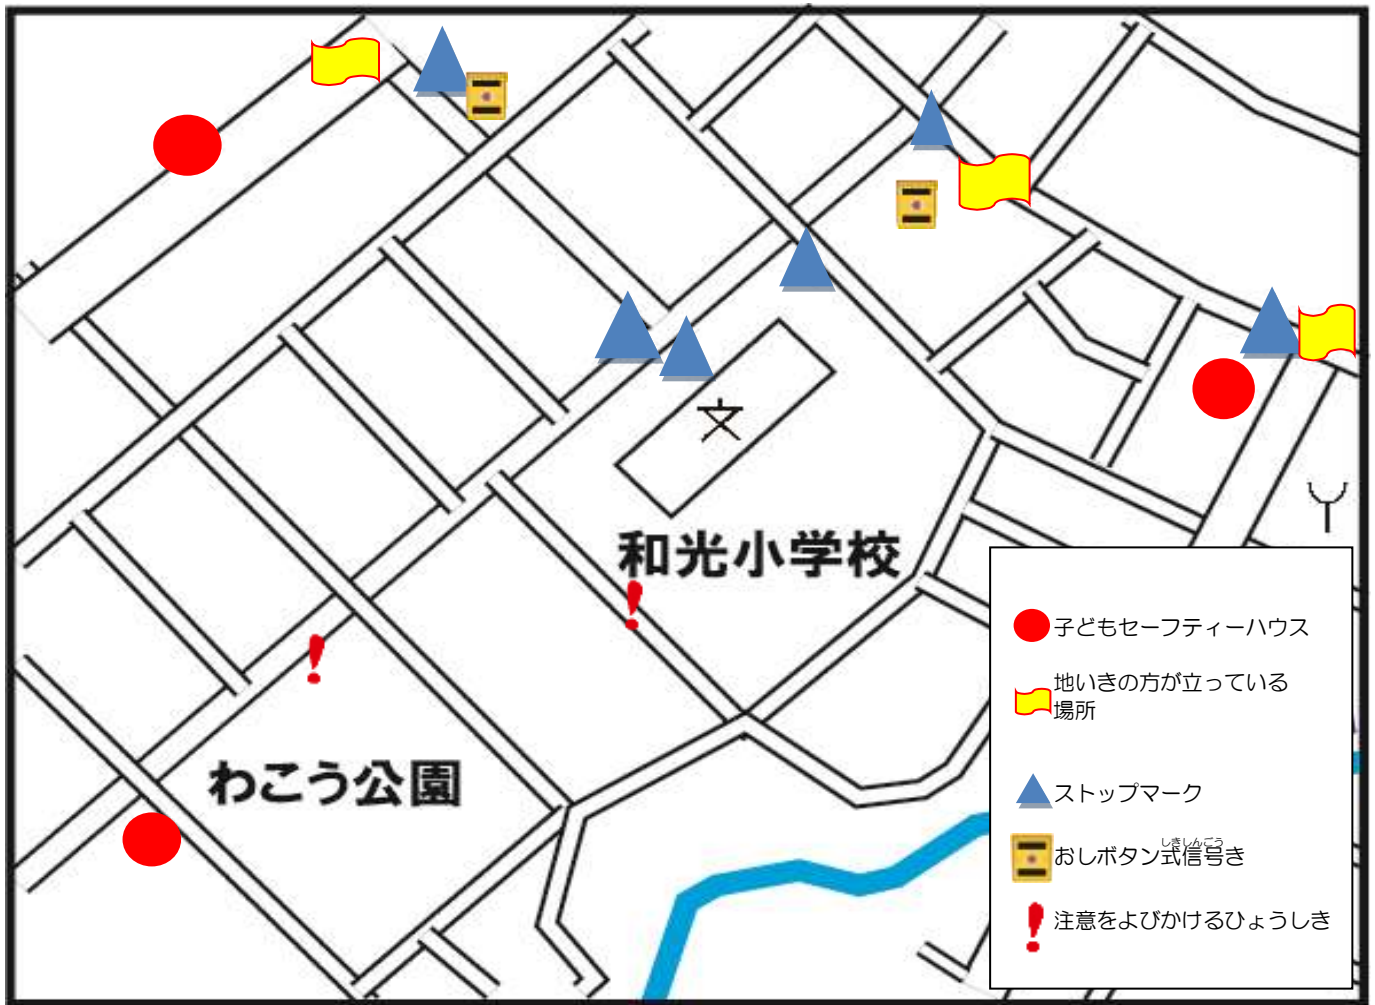 和光小学校
わこう公園
子どもセーフティーハウス
地いきの方が立っている
場所
ストップマーク
おしボタン式信号き
しきしんごう
注意をよびかけるひょうしき